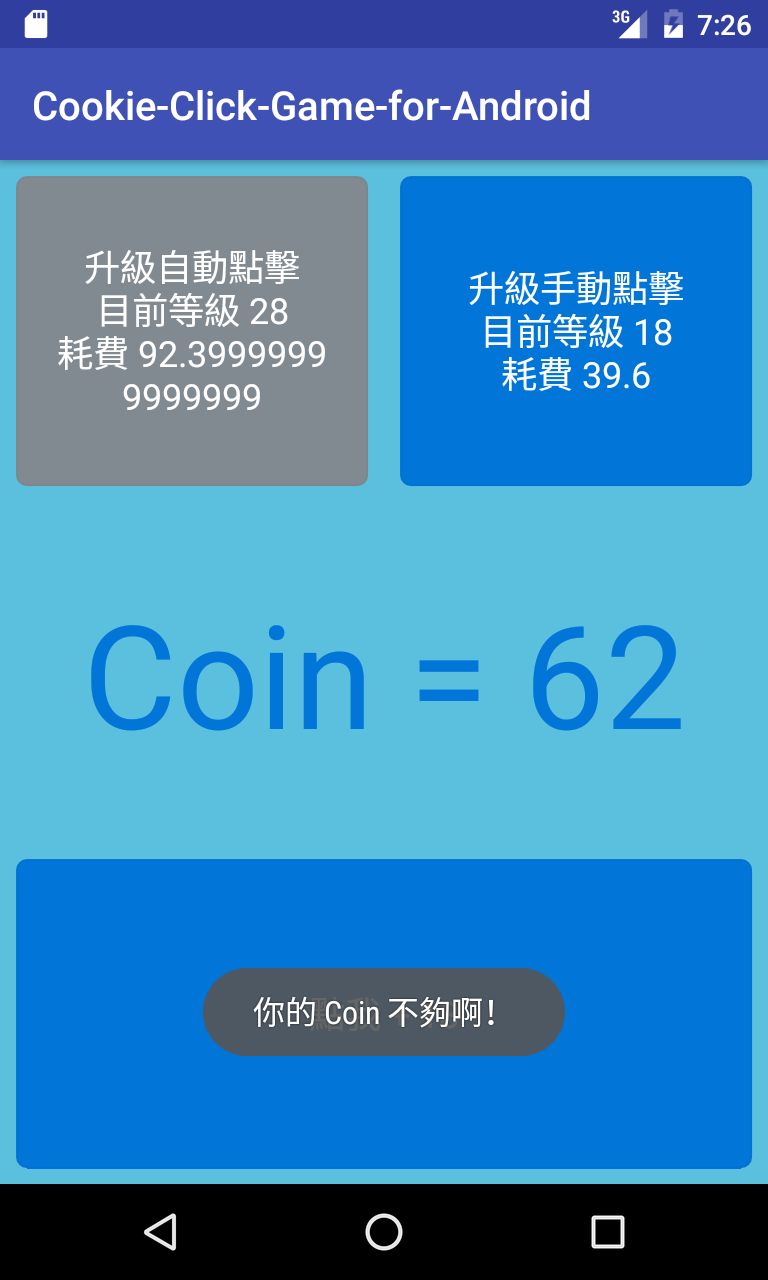 3G 7:26
Cookie-Click-Game-for-Android
升級自動點擊
目前等級 28
耗費 92.3999999
9999999
升級手動點擊
目前等級 18
耗費 39.6
Coin = 62
你的 Coin 不夠啊!